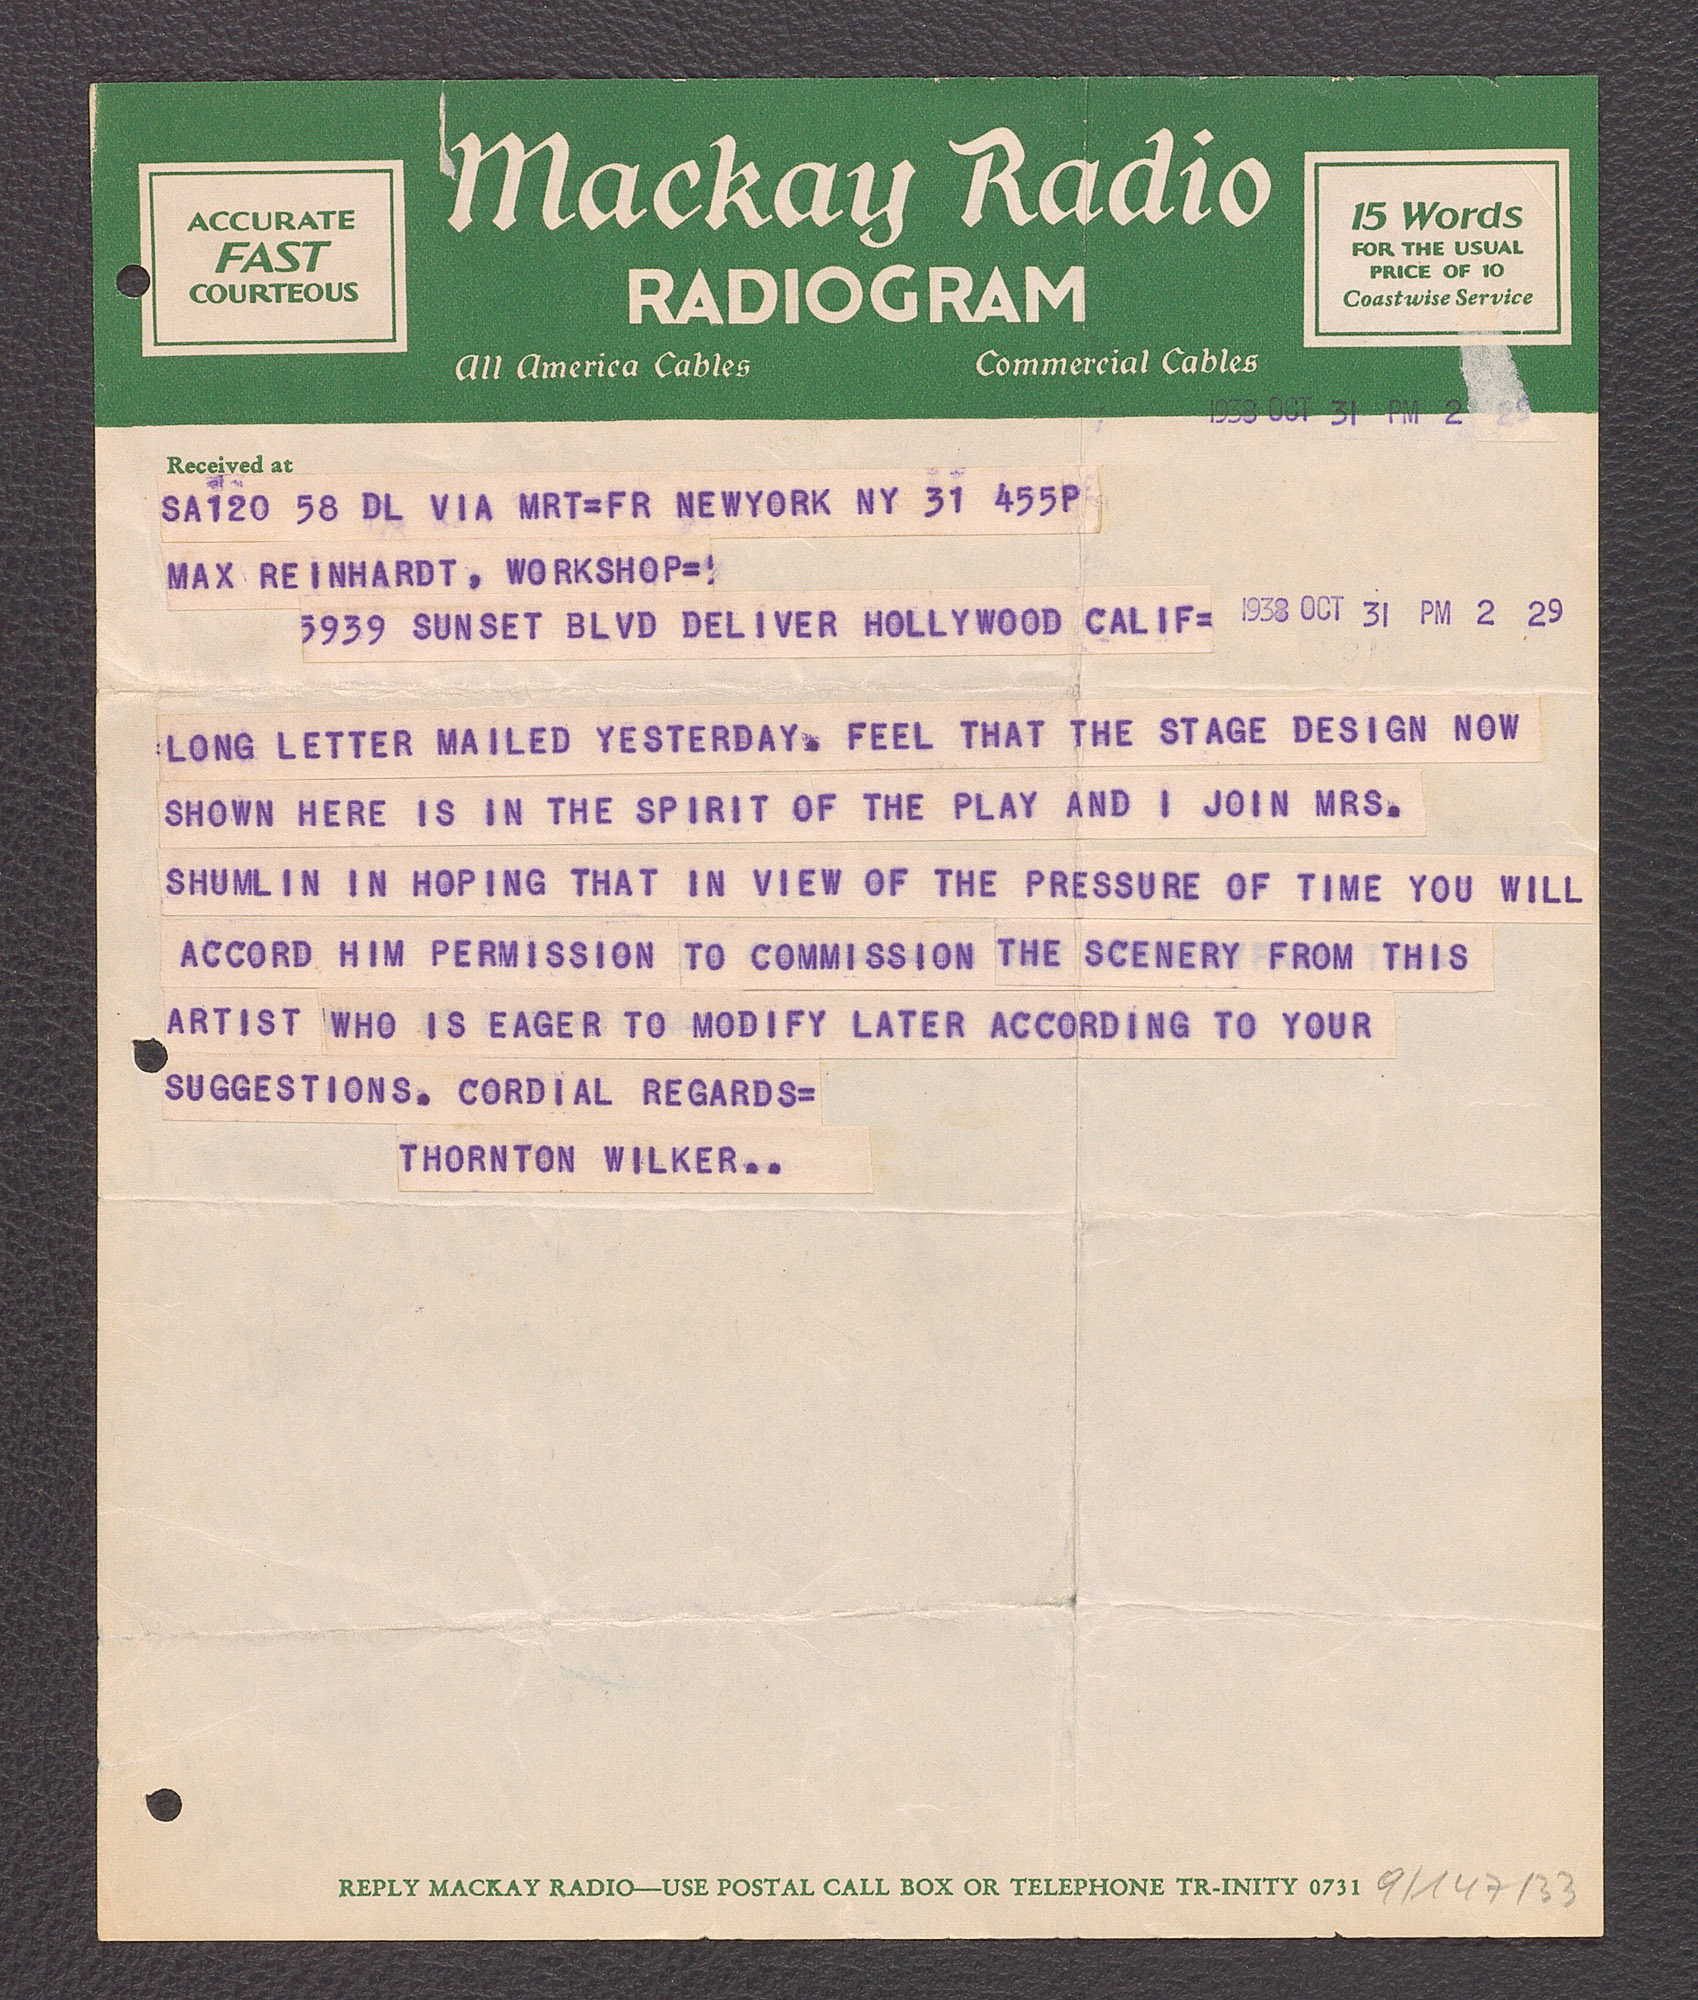 ACCURATE
FAST
COURTEOUS
Mackay Radio
RADIOGRAM
All America Cables
Commercial Cables
15 Words
FOR THE USUAL
PRICE OF 10
Coastwise Service
1938 OCT 31 PM 2 29
Received at
SA120 58 DL VIA MRT=FR NEWYORK NY 31 455P
MAX REINHARDT, WORKSHOP=
5939 SUNSET BLVD DELIVER HOLLYWOOD CALIF=
1938 OCT 31 PM 2 29
LONG LETTER MAILED YESTERDAY. FEEL THAT THE STAGE DESIGN NOW
SHOWN HERE IS IN THE SPIRIT OF THE PLAY AND I JOIN MRS.
SHUMLIN IN HOPING THAT IN VIEW OF THE PRESSURE OF TIME YOU WILL
ACCORD HIM PERMISSION TO COMMISSION THE SCENERY FROM THIS
ARTIST WHO IS EAGER TO MODIFY LATER ACCORDING TO YOUR
SUGGESTIONS. CORDIAL REGARDS=
THORNTON WILKER..
REPLY MACKAY RADIO—USE POSTAL CALL BOX OR TELEPHONE TR-INITY 0731
9/147/33